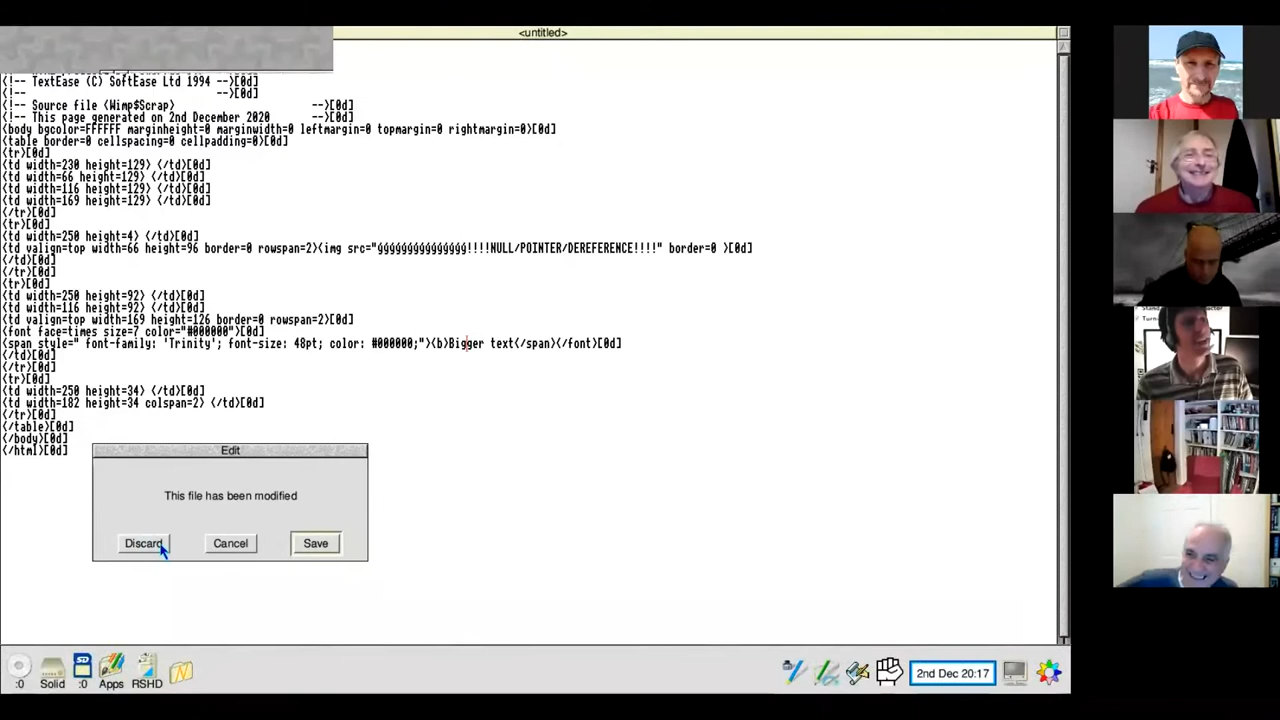 <untitled>
<!-- TextEase (C) SoftEase Ltd 1994 -->[0d]
<!-- -->[0d]
<!-- Source file <Wimp$Scrap> -->[0d]
<!-- This page generated on 2nd December 2020 -->[0d]
<body bgcolor=FFFFFF marginheight=0 marginwidth=0 leftmargin=0 topmargin=0 rightmargin=0>[0d]
<table border=0 cellspacing=0 cellpadding=0>[0d]
<tr>[0d]
<td width=230 height=129> </td>[0d]
<td width=66 height=129> </td>[0d]
<td width=116 height=129> </td>[0d]
<td width=169 height=129> </td>[0d]
</tr>[0d]
<tr>[0d]
<td width=250 height=4> </td>[0d]
<td valign=top width=66 height=96 border=0 rowspan=2><img src="ÿÿÿÿÿÿÿÿÿÿÿÿÿÿÿ!!!!NULL/POINTER/DEREFERENCE!!!!" border=0 >[0d]
</td>[0d]
</tr>[0d]
<tr>[0d]
<td width=250 height=92> </td>[0d]
<td width=116 height=92> </td>[0d]
<td valign=top width=169 height=126 border=0 rowspan=2>[0d]
<font face=times size=7 color="#000000">[0d]
<span style=" font-family: 'Trinity'; font-size: 48pt; color: #000000;"><b>Bigger text</span></font>[0d]
</td>[0d]
</tr>[0d]
<tr>[0d]
<td width=250 height=34> </td>[0d]
<td width=182 height=34 colspan=2> </td>[0d]
</tr>[0d]
</table>[0d]
</body>[0d]
</html>[0d]
Edit
This file has been modified
Discard Cancel Save
:0 Solid :0 Apps RSHD
2nd Dec 20:17